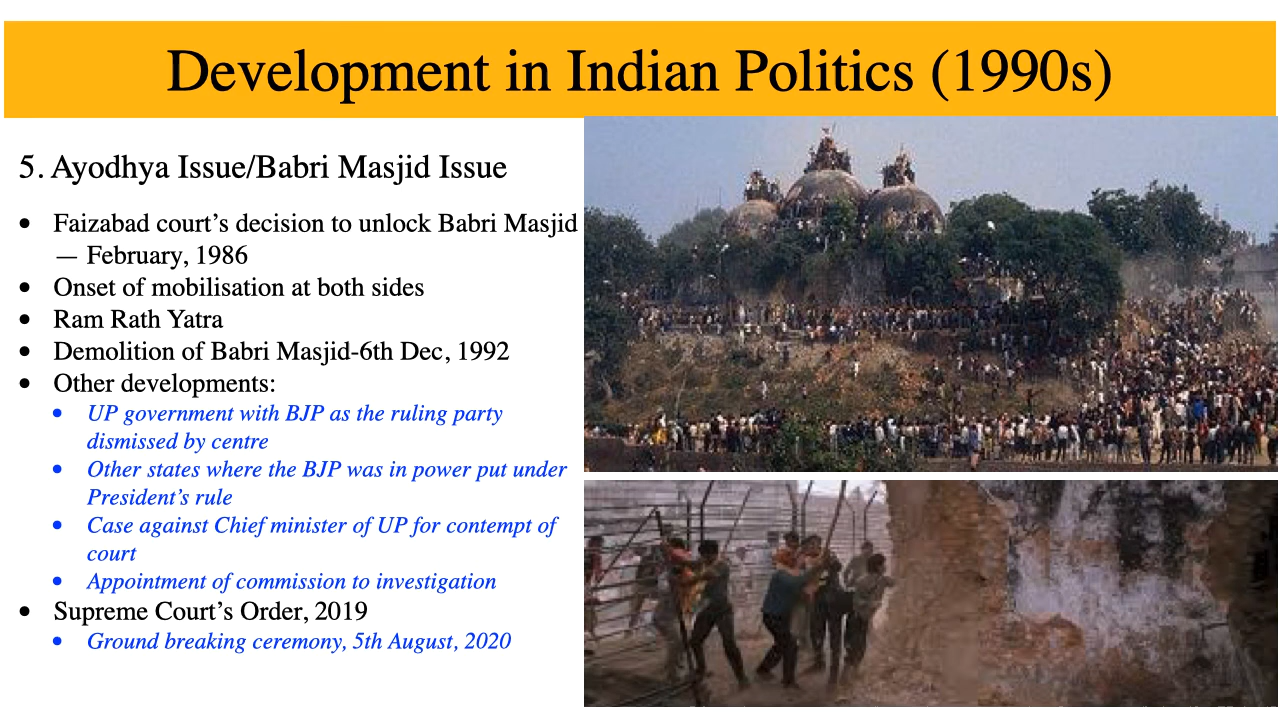 Development in Indian Politics (1990s)
5. Ayodhya Issue/Babri Masjid Issue
• Faizabad court’s decision to unlock Babri Masjid
— February, 1986
• Onset of mobilisation at both sides
• Ram Rath Yatra
• Demolition of Babri Masjid-6th Dec, 1992
• Other developments:
• UP government with BJP as the ruling party
dismissed by centre
• Other states where the BJP was in power put under
President’s rule
• Case against Chief minister of UP for contempt of
court
• Appointment of commission to investigation
• Supreme Court’s Order, 2019
• Ground breaking ceremony, 5th August, 2020